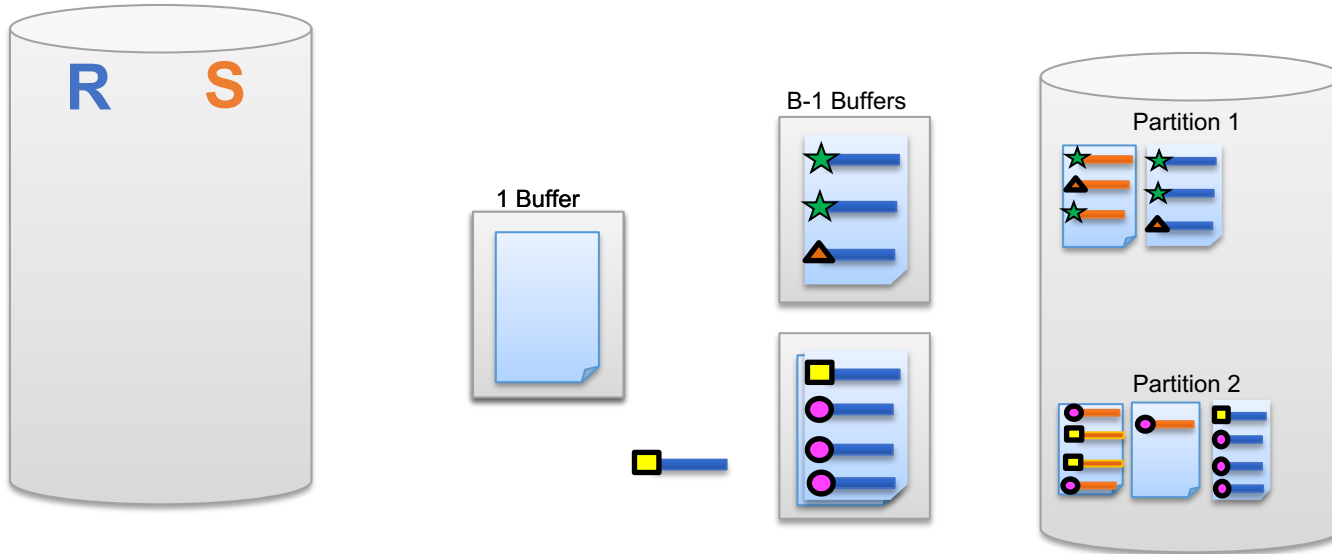 R S
B-1 Buffers
Partition 1
1 Buffer
Partition 2